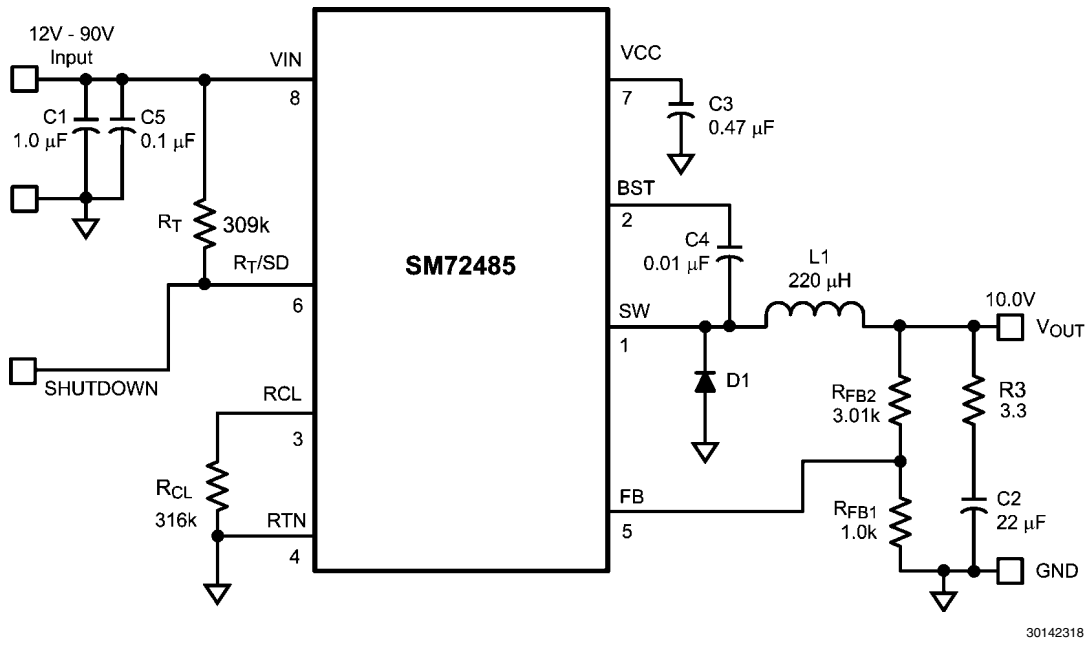 12V - 90V
Input
VIN
8
C1
1.0 μF
C5
0.1 μF
RT
309k
RT/SD
6
SHUTDOWN
RCL
3
RCL
316k
RTN
4
SM72485
VCC
7
C3
0.47 μF
BST
2
C4
0.01 μF
L1
220 μH
SW
1
D1
10.0V
VOUT
RFB2
3.01k
R3
3.3
FB
5
RFB1
1.0k
C2
22 μF
GND
30142318